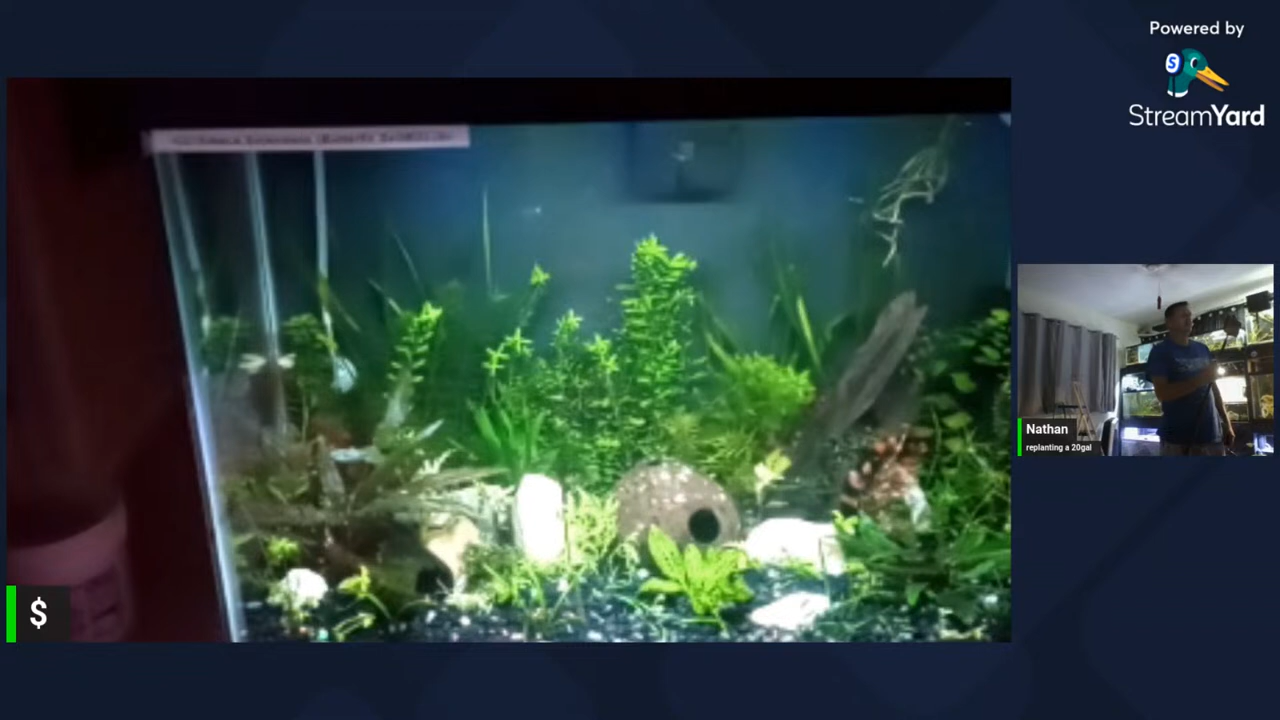 Powered by
StreamYard
Nathan
replanting a 20gal
$